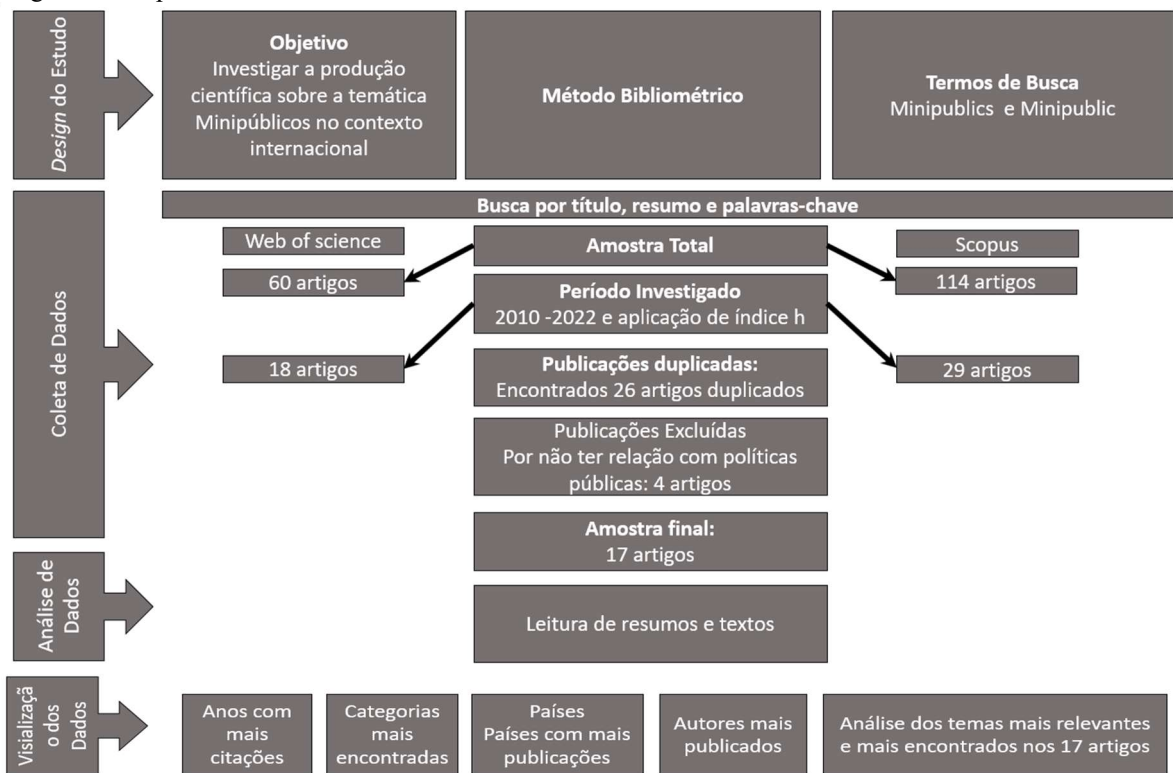 Design do Estudo
Objetivo
Investigar a produção
científica sobre a temática
Minipúblicos no contexto
internacional
Método Bibliométrico
Termos de Busca
Minipublics e Minipublic
Coleta de Dados
Busca por título, resumo e palavras-chave
Web of science
Amostra Total
Scopus
60 artigos
114 artigos
Período Investigado
2010 -2022 e aplicação de índice h
18 artigos
29 artigos
Publicações duplicadas:
Encontrados 26 artigos duplicados
Publicações Excluídas
Por não ter relação com políticas
públicas: 4 artigos
Amostra final:
17 artigos
Análise de
Dados
Leitura de resumos e textos
Visializaçã
o dos
Dados
Anos com
mais
citações
Categorias
mais
encontradas
Países
Países com mais
publicações
Autores mais
publicados
Análise dos temas mais relevantes
e mais encontrados nos 17 artigos